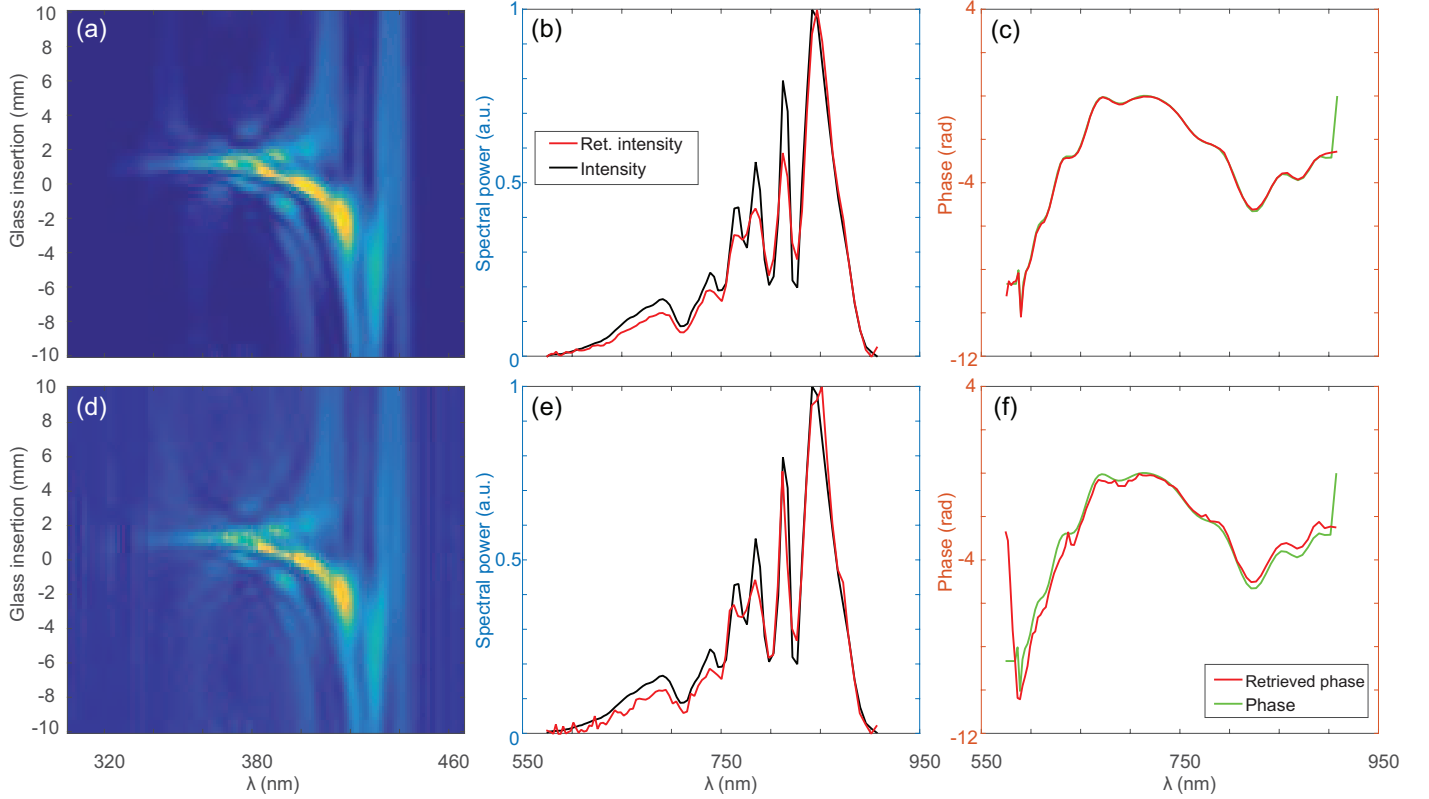 (a)
10
8
6
4
2
0
-2
-4
-6
-8
-10
Glass insertion (mm)
(b)
1
0.5
0
Spectral power (a.u.)
Ret. intensity
Intensity
(c)
4
-4
-12
Phase (rad)
(d)
10
8
6
4
2
0
-2
-4
-6
-8
-10
Glass insertion (mm)
320
380
460
λ (nm)
(e)
1
0.5
0
Spectral power (a.u.)
550
750
950
λ (nm)
(f)
4
-4
-12
Phase (rad)
Retrieved phase
Phase
550
750
950
λ (nm)